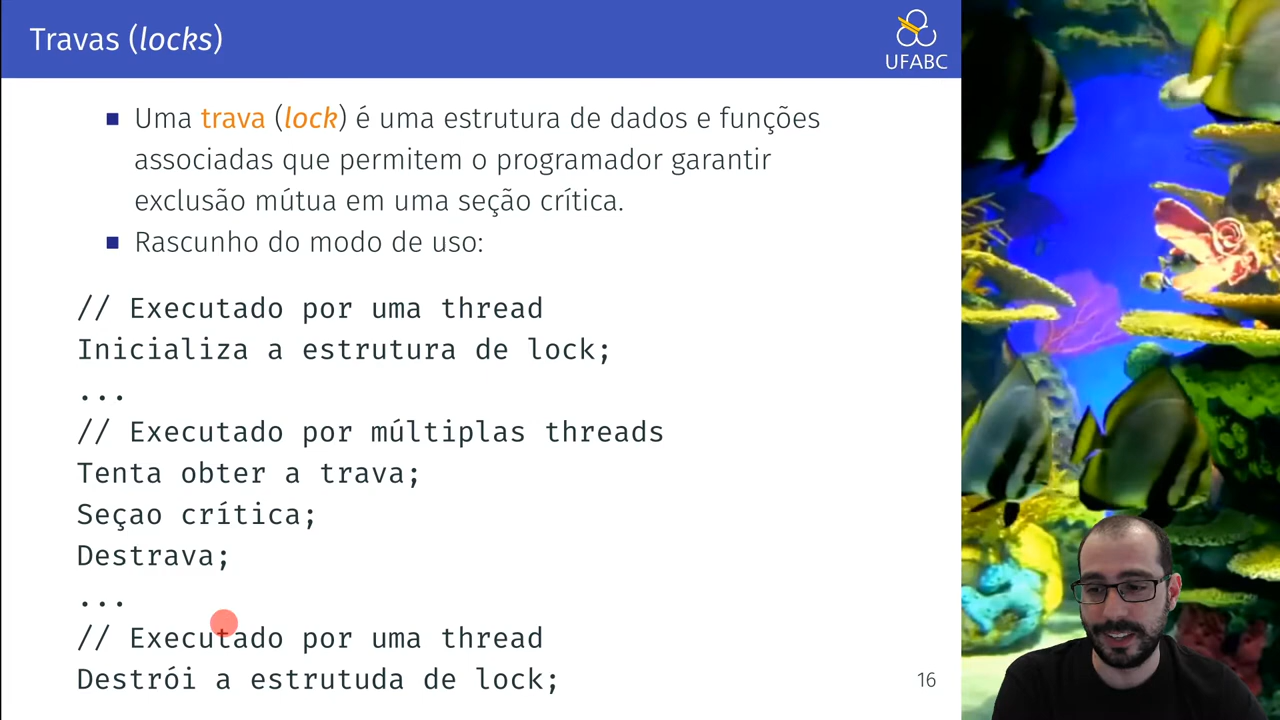 Travas (locks)
UFABC
Uma trava (lock) é uma estrutura de dados e funções
associadas que permitem o programador garantir
exclusão mútua em uma seção crítica.
Rascunho do modo de uso:
// Executado por uma thread
Inicializa a estrutura de lock;
...
// Executado por múltiplas threads
Tenta obter a trava;
Seçao crítica;
Destrava;
...
// Executado por uma thread
Destrói a estrutuda de lock;
16